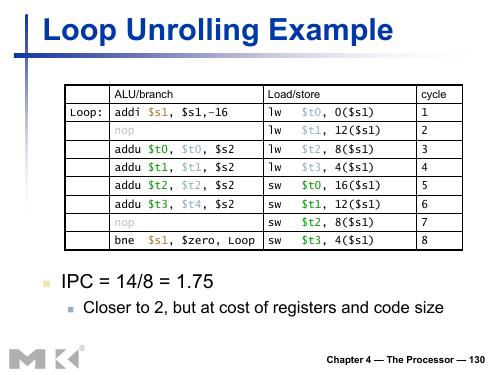 Loop Unrolling Example
ALU/branch Load/store cycle
Loop: addi $s1, $s1,–16 lw $t0, 0($s1) 1
nop lw $t1, 12($s1) 2
addu $t0, $t0, $s2 lw $t2, 8($s1) 3
addu $t1, $t1, $s2 lw $t3, 4($s1) 4
addu $t2, $t2, $s2 sw $t0, 16($s1) 5
addu $t3, $t4, $s2 sw $t1, 12($s1) 6
nop sw $t2, 8($s1) 7
bne $s1, $zero, Loop sw $t3, 4($s1) 8
IPC = 14/8 = 1.75
Closer to 2, but at cost of registers and code size
MK®
Chapter 4 — The Processor — 130